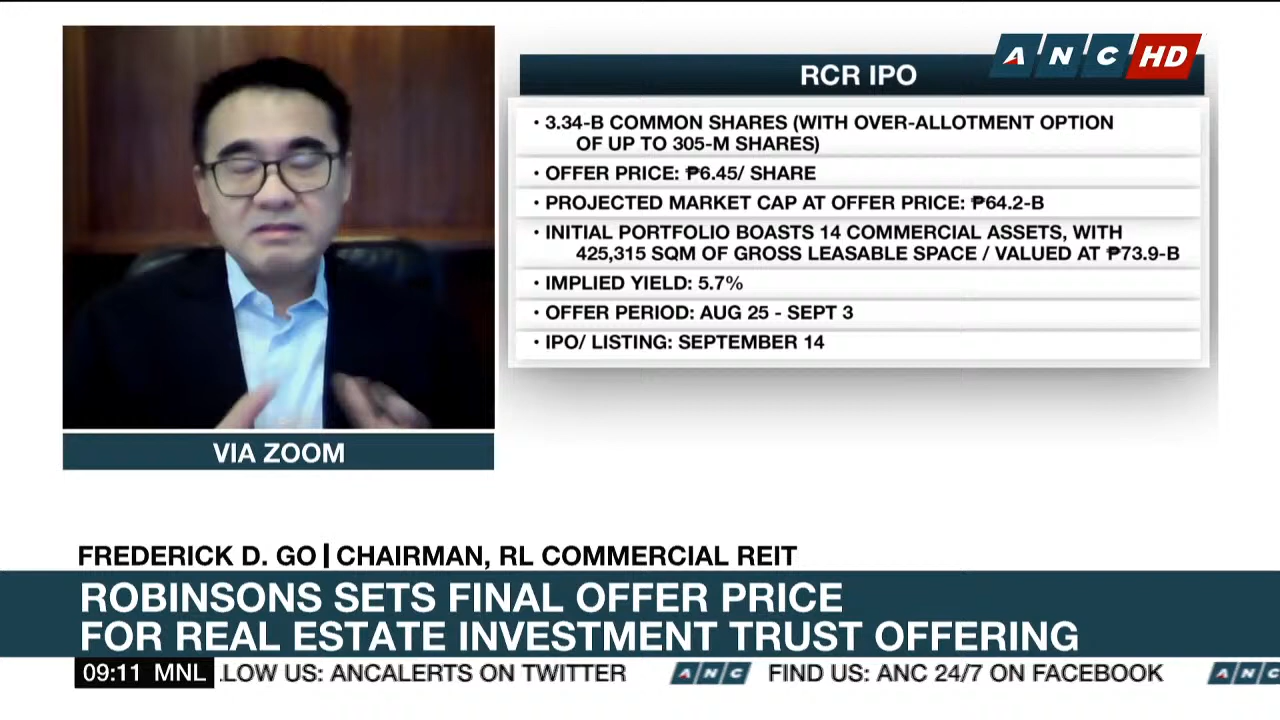 ANC HD
RCR IPO
• 3.34-B COMMON SHARES (WITH OVER-ALLOTMENT OPTION
OF UP TO 305-M SHARES)
• OFFER PRICE: ₱6.45/ SHARE
• PROJECTED MARKET CAP AT OFFER PRICE: ₱64.2-B
• INITIAL PORTFOLIO BOASTS 14 COMMERCIAL ASSETS, WITH
425,315 SQM OF GROSS LEASABLE SPACE / VALUED AT ₱73.9-B
• IMPLIED YIELD: 5.7%
• OFFER PERIOD: AUG 25 - SEPT 3
• IPO/ LISTING: SEPTEMBER 14
VIA ZOOM
FREDERICK D. GO | CHAIRMAN, RL COMMERCIAL REIT
ROBINSONS SETS FINAL OFFER PRICE
FOR REAL ESTATE INVESTMENT TRUST OFFERING
09:11 MNL .LOW US: ANCALERTS ON TWITTER ANC FIND US: ANC 24/7 ON FACEBOOK ANC